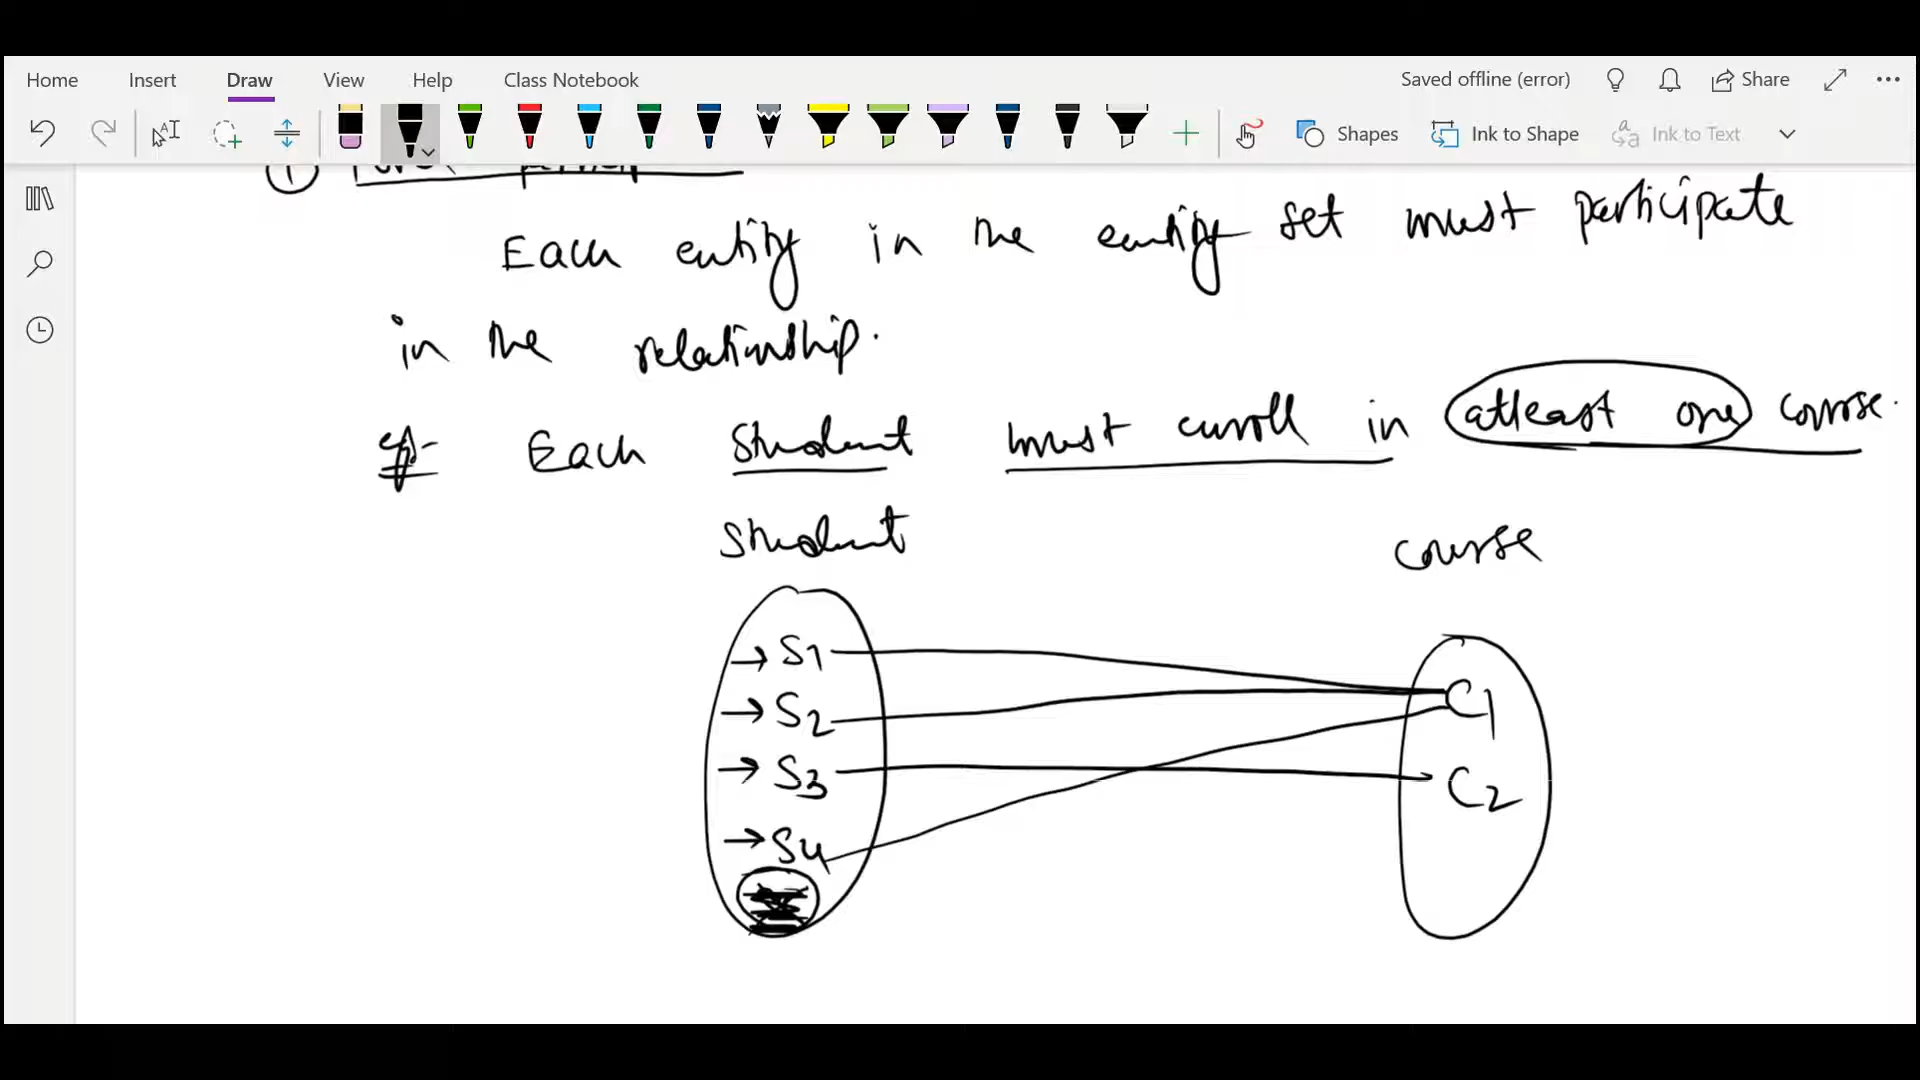 Home Insert Draw View Help Class Notebook Saved offline (error) Share
Shapes Ink to Shape Ink to Text
①
Each entity in the entity set must participate
in the relationship.
eg- Each student must enroll in atleast one course.
Student Course
→ S1
→ S2 C1
→ S3 C2
→ S4